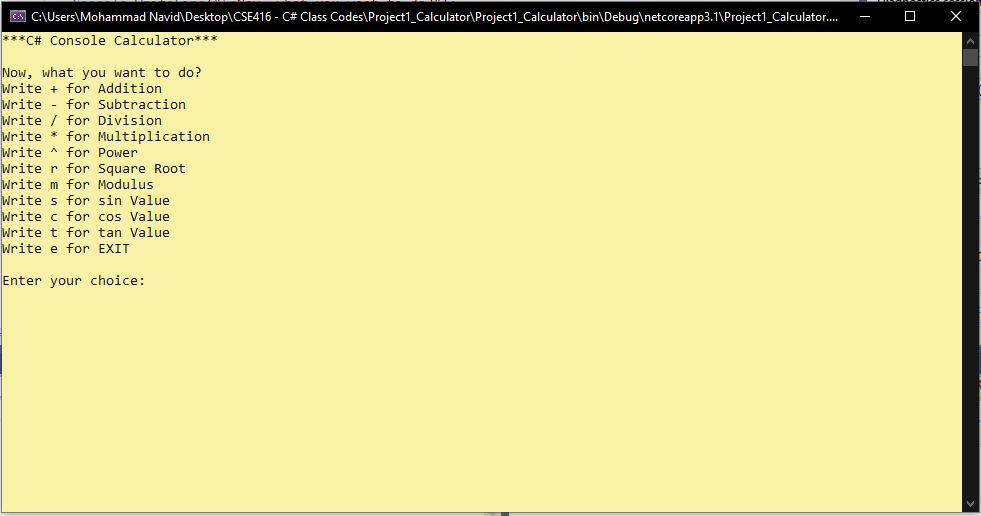 C:\Users\Mohammad Navid\Desktop\CSE416 - C# Class Codes\Project1_Calculator\Project1_Calculator\bin\Debug\netcoreapp3.1\Project1_Calculator....
***C# Console Calculator***
Now, what you want to do?
Write + for Addition
Write - for Subtraction
Write / for Division
Write * for Multiplication
Write ^ for Power
Write r for Square Root
Write m for Modulus
Write s for sin Value
Write c for cos Value
Write t for tan Value
Write e for EXIT
Enter your choice: